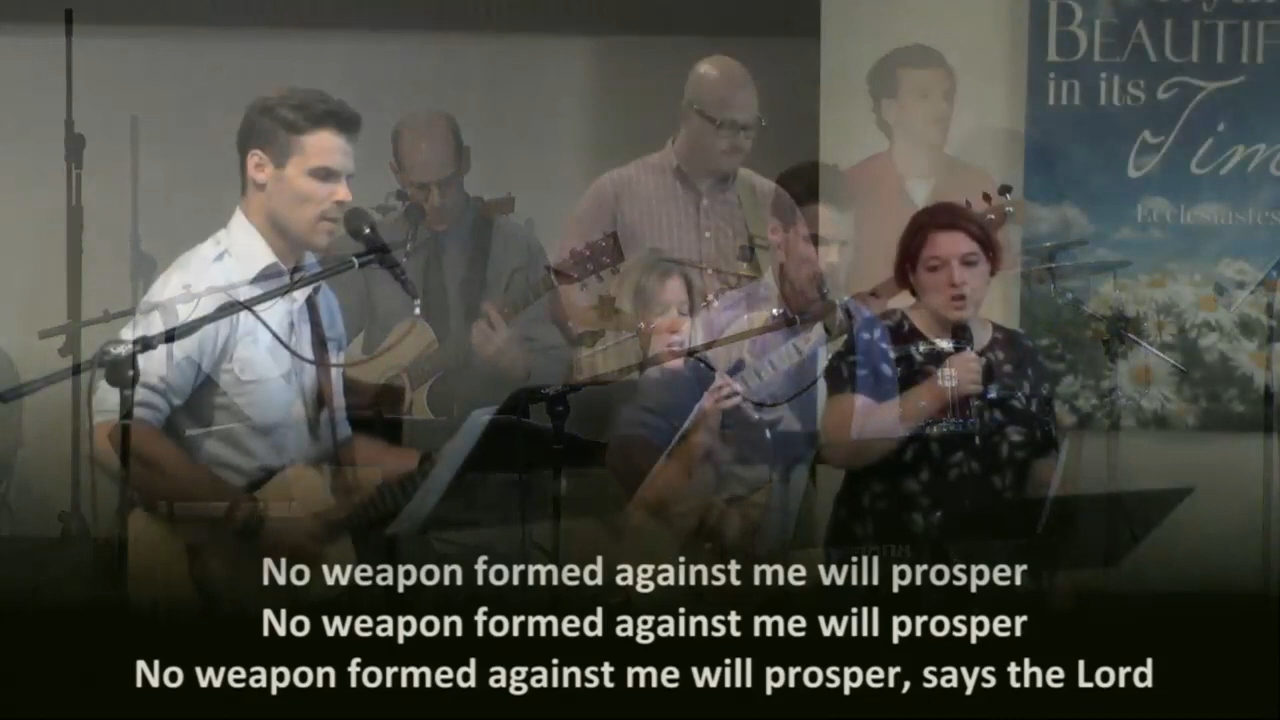 BEAUTIF
in its
Tim
Ecclesiastes
No weapon formed against me will prosper
No weapon formed against me will prosper
No weapon formed against me will prosper, says the Lord